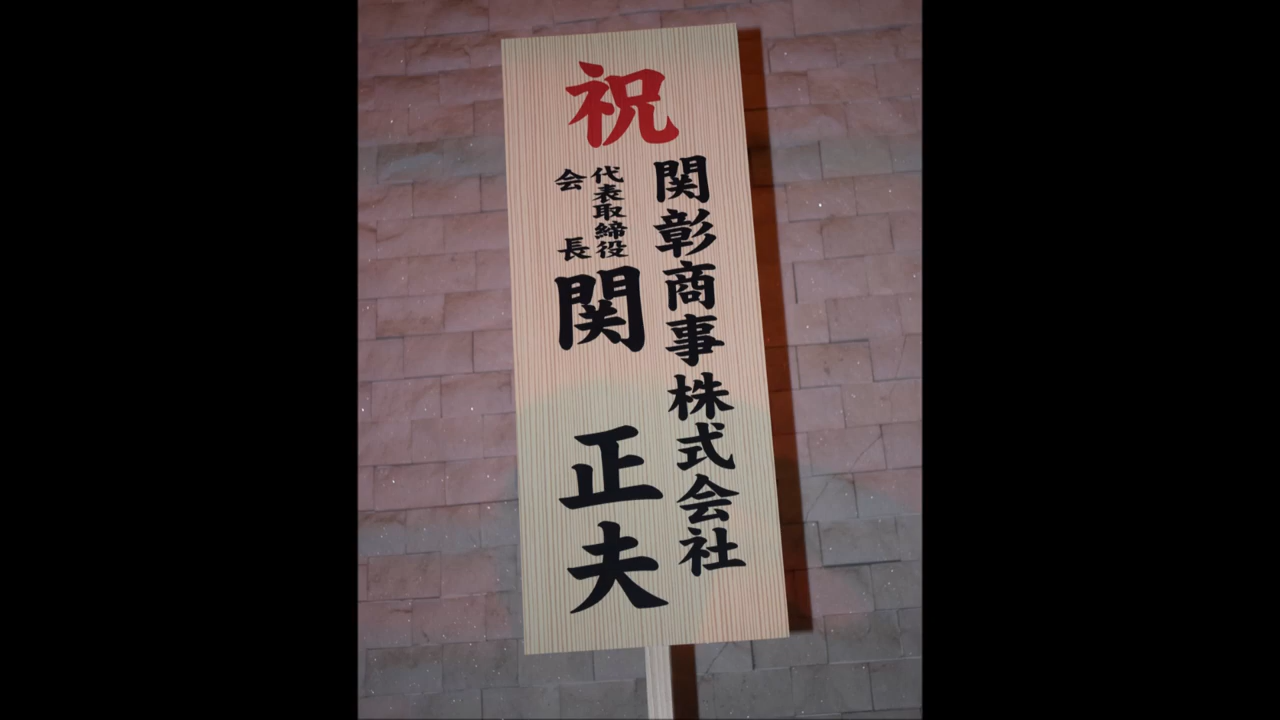 祝
関彰商事株式会社
代表取締役
会長
関正夫